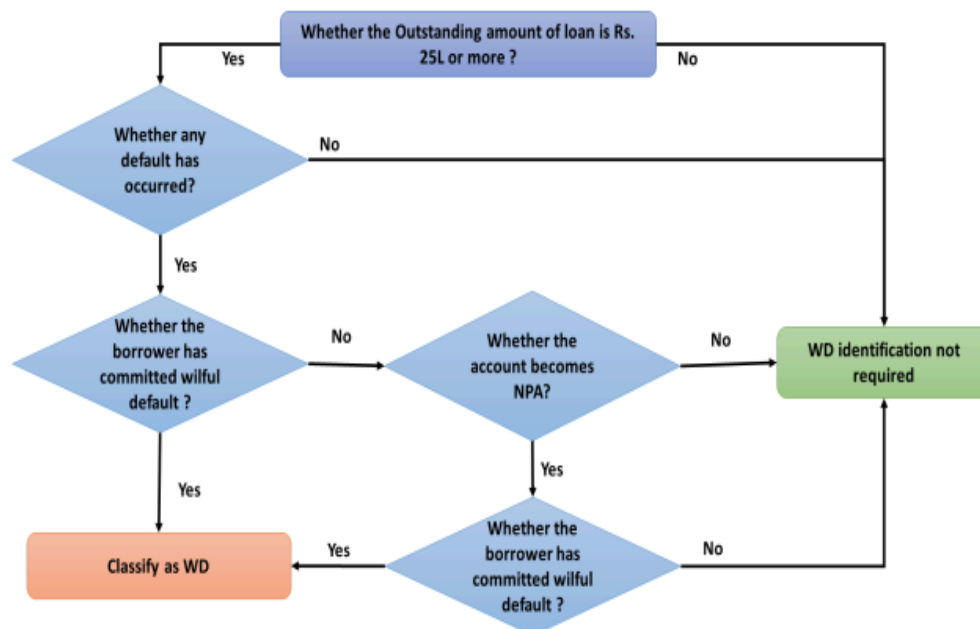 Whether the Outstanding amount of loan is Rs.
25L or more ?
Yes
No
Whether any
default has
occurred?
No
Yes
Whether the
borrower has
committed wilful
default ?
No
Whether the
account becomes
NPA?
No
WD identification not
required
Yes
Yes
Classify as WD
Yes
Whether the
borrower has
committed wilful
default ?
No